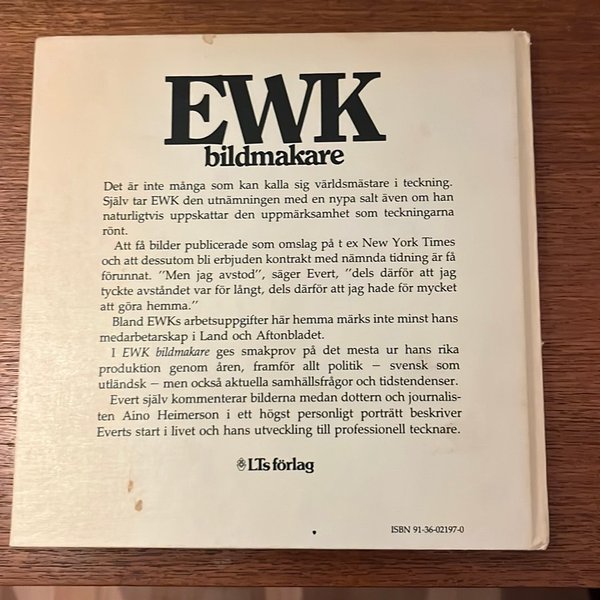 EWK
bildmakare
Det är inte många som kan kalla sig världsmästare i teckning.
Själv tar EWK den utnämningen med en nypa salt även om han
naturligtvis uppskattar den uppmärksamhet som teckningarna
rönt.
Att få bilder publicerade som omslag på t ex New York Times
och att dessutom bli erbjuden kontrakt med nämnda tidning är få
förunnat. "Men jag avstod", säger Evert, "dels därför att jag
tyckte avståndet var för långt, dels därför att jag hade för mycket
att göra hemma."
Bland EWKs arbetsuppgifter här hemma märks inte minst hans
medarbetarskap i Land och Aftonbladet.
I EWK bildmakare ges smakprov på det mesta ur hans rika
produktion genom åren, framför allt politik – svensk som
utländsk – men också aktuella samhällsfrågor och tidstendenser.
Evert själv kommenterar bilderna medan dottern och journalis-
ten Aino Heimerson i ett högst personligt porträtt beskriver
Everts start i livet och hans utveckling till professionell tecknare.
LTs förlag
ISBN 91-36-02197-0